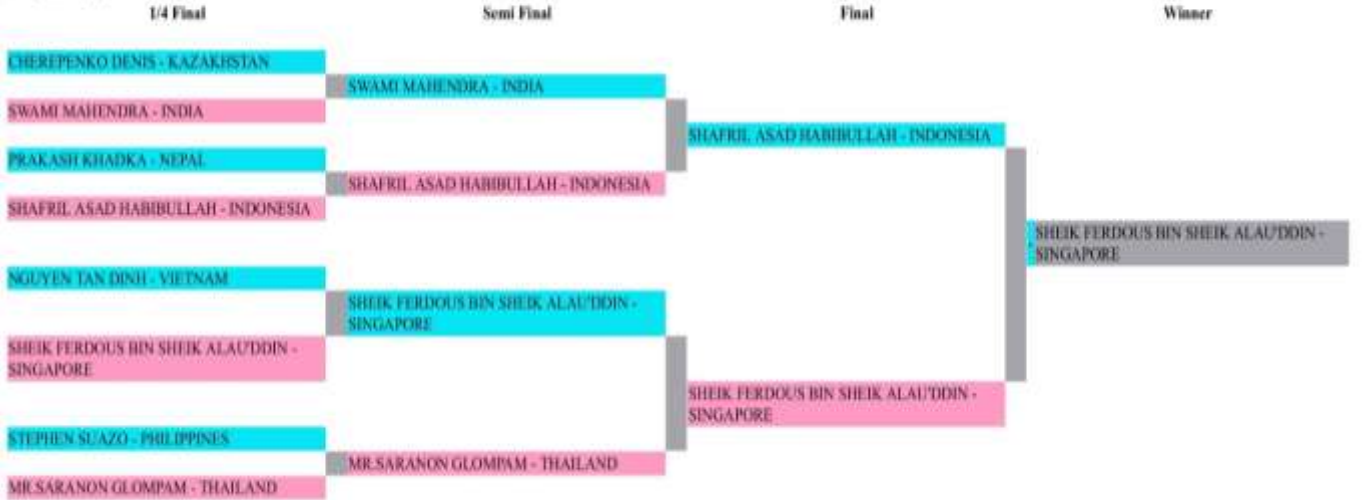 1/4 Final
Semi Final
Final
Winner
CHEREPENKO DENIS - KAZAKHSTAN
SWAMI MAHENDRA - INDIA
SWAMI MAHENDRA - INDIA
SHAFRIL ASAD HABIBULLAH - INDONESIA
PRAKASH KHADKA - NEPAL
SHAFRIL ASAD HABIBULLAH - INDONESIA
SHAFRIL ASAD HABIBULLAH - INDONESIA
SHEIK FERDOUS BIN SHEIK ALAU'DDIN -
SINGAPORE
NGUYEN TAN DINH - VIETNAM
SHEIK FERDOUS BIN SHEIK ALAU'DDIN -
SINGAPORE
SHEIK FERDOUS BIN SHEIK ALAU'DDIN -
SINGAPORE
SHEIK FERDOUS BIN SHEIK ALAU'DDIN -
SINGAPORE
STEPHEN SUAZO - PHILIPPINES
MR.SARANON GLOMPAM - THAILAND
MR.SARANON GLOMPAM - THAILAND